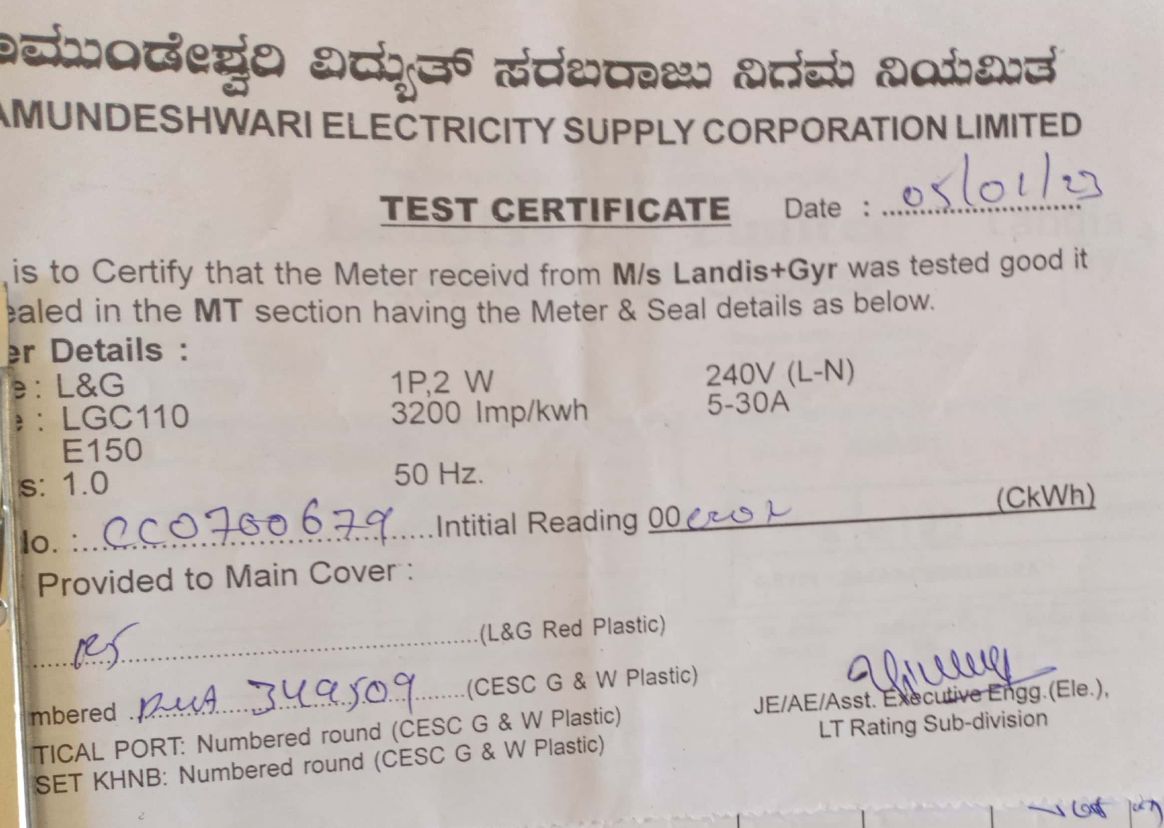 ಾಮುಂಡೇಶ್ವರಿ ವಿದ್ಯುತ್ ಸರಬರಾಜು ನಿಗಮ ನಿಯಮಿತ
AMUNDESHWARI ELECTRICITY SUPPLY CORPORATION LIMITED
TEST CERTIFICATE Date : 05/01/23
is to Certify that the Meter receivd from M/s Landis+Gyr was tested good it
ealed in the MT section having the Meter & Seal details as below.
er Details :
e : L&G 1P,2 W 240V (L-N)
e : LGC110 3200 Imp/kwh 5-30A
E150
s: 1.0 50 Hz.
lo. : CC0700679 Intitial Reading 00 (CkWh)
Provided to Main Cover :
(L&G Red Plastic)
mbered 349509 (CESC G & W Plastic)
TICAL PORT: Numbered round (CESC G & W Plastic)
SET KHNB: Numbered round (CESC G & W Plastic)
JE/AE/Asst. Executive Engg.(Ele.),
LT Rating Sub-division